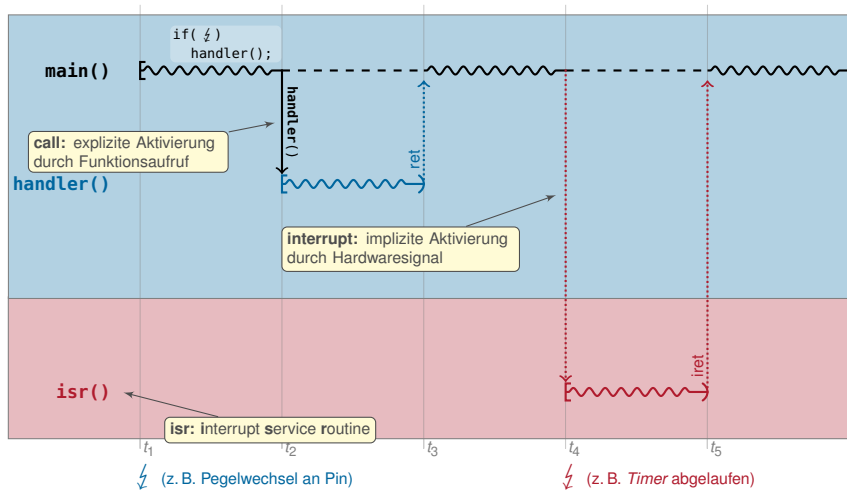 if( ↯ )
handler();
main()
handler()
call: explizite Aktivierung
durch Funktionsaufruf
ret
handler()
interrupt: implizite Aktivierung
durch Hardwaresignal
iret
isr()
isr: interrupt service routine
t1 t2 t3 t4 t5
↯ (z. B. Pegelwechsel an Pin) ↯ (z. B. Timer abgelaufen)